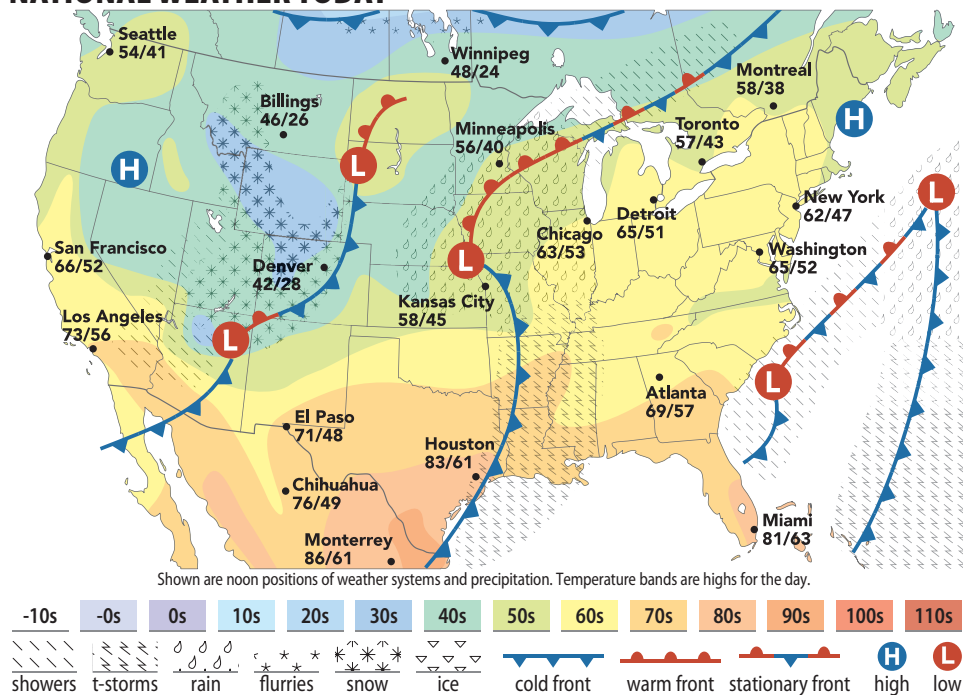 NATIONAL WEATHER TODAY
Seattle
54/41
Winnipeg
48/24
Montreal
58/38
Billings
46/26
Minneapolis
56/40
Toronto
57/43
H
H
L
L
New York
62/47
San Francisco
66/52
Denver
42/28
Chicago
63/53
Detroit
65/51
Washington
65/52
L
Kansas City
58/45
Los Angeles
73/56
L
L
Atlanta
69/57
El Paso
71/48
Houston
83/61
Chihuahua
76/49
Miami
81/63
Monterrey
86/61
Shown are noon positions of weather systems and precipitation. Temperature bands are highs for the day.
-10s -0s 0s 10s 20s 30s 40s 50s 60s 70s 80s 90s 100s 110s
H L
showers t-storms rain flurries snow ice cold front warm front stationary front high low